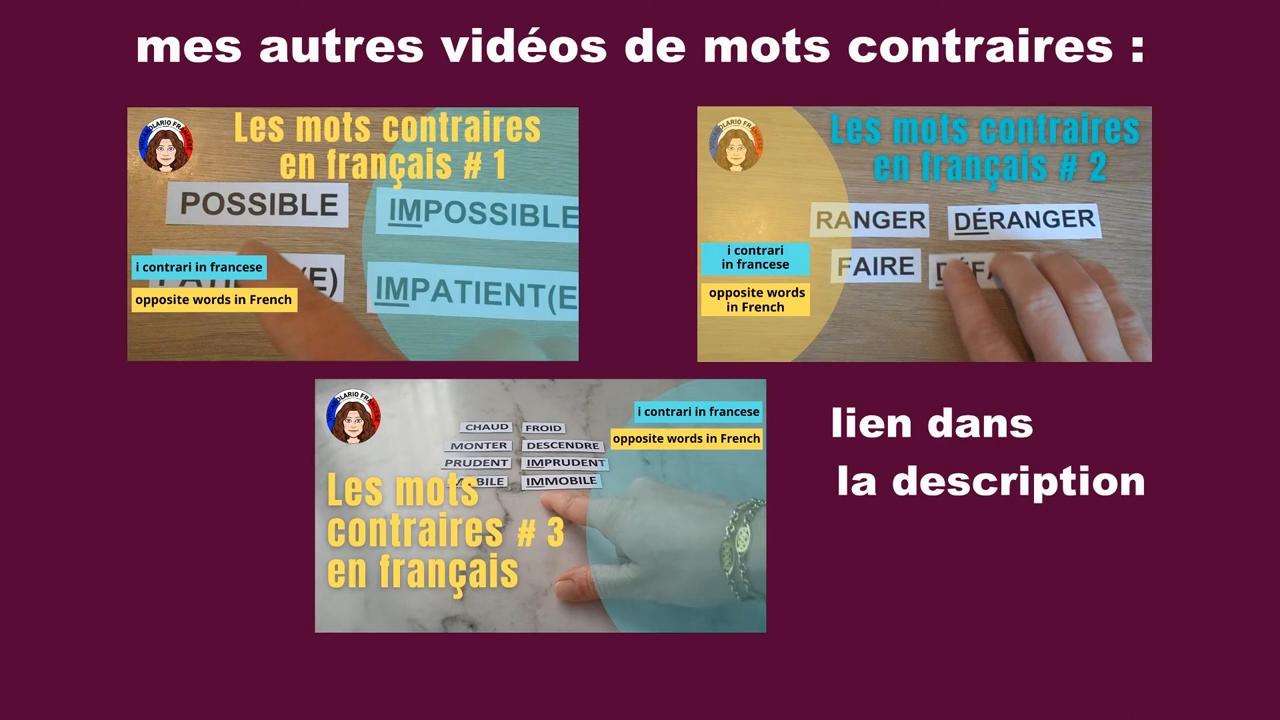 mes autres vidéos de mots contraires :
Les mots contraires
en français # 1
POSSIBLE
IMPOSSIBLE
i contrari in francese
IMPATIENT(E
opposite words in French
Les mots contraires
en français # 2
RANGER
DÉRANGER
i contrari
in francese
FAIRE
opposite words
in French
i contrari in francese
opposite words in French
CHAUD
FROID
MONTER
DESCENDRE
PRUDENT
IMPRUDENT
IMMOBILE
Les mots
contraires # 3
en français
lien dans
la description